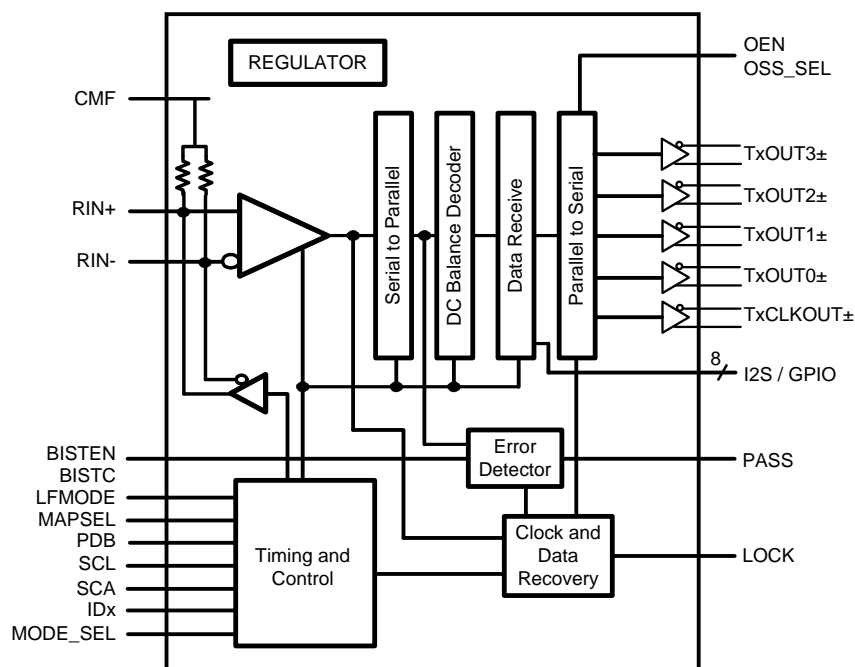 REGULATOR
OEN
OSS_SEL
CMF
RIN+
RIN-
Serial to Parallel
DC Balance Decoder
Data Receive
Parallel to Serial
TxOUT3±
TxOUT2±
TxOUT1±
TxOUT0±
TxCLKOUT±
8
I2S / GPIO
BISTEN
BISTC
LFMODE
MAPSEL
PDB
SCL
SCA
IDx
MODE_SEL
Timing and
Control
Error
Detector
Clock and
Data
Recovery
PASS
LOCK